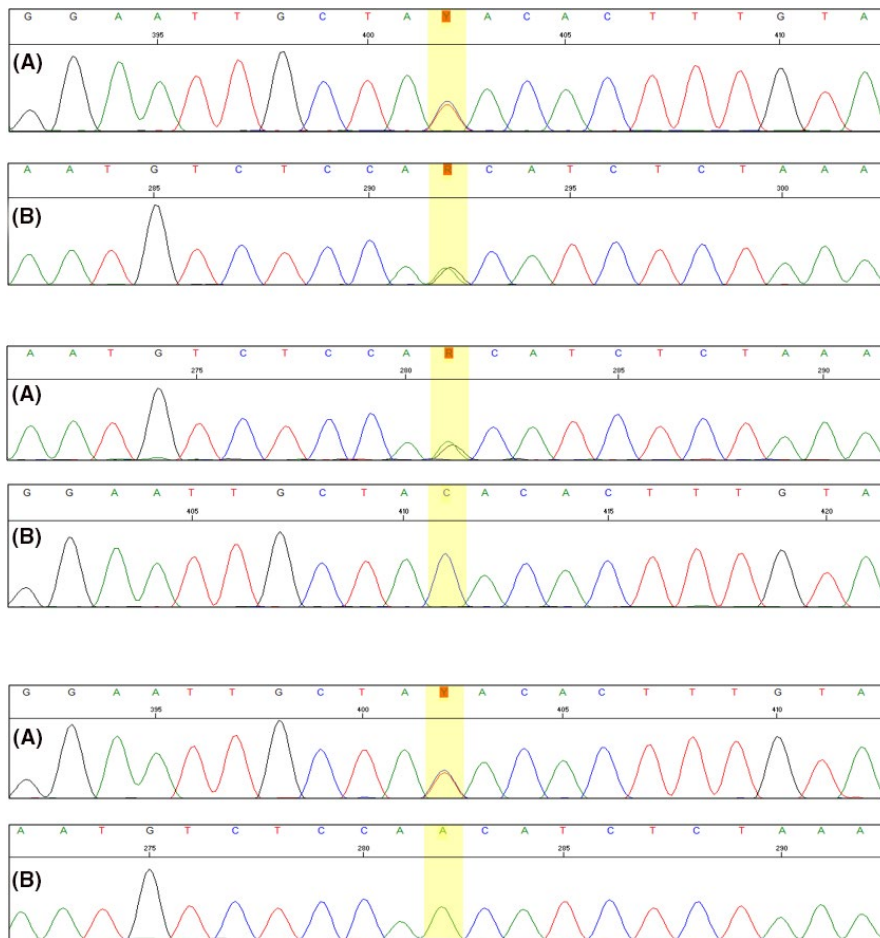 G G A A T T G C T A Y A C A C T T T G T A
395 400 405 410
(A)
A A T G T C T C C A R C A T C T C T A A A
285 290 295 300
(B)
A A T G T C T C C A R C A T C T C T A A A
275 280 285 290
(A)
G G A A T T G C T A C A C A C T T T G T A
405 410 415 420
(B)
G G A A T T G C T A Y A C A C T T T G T A
395 400 405 410
(A)
A A T G T C T C C A A C A T C T C T A A A
275 280 285 290
(B)